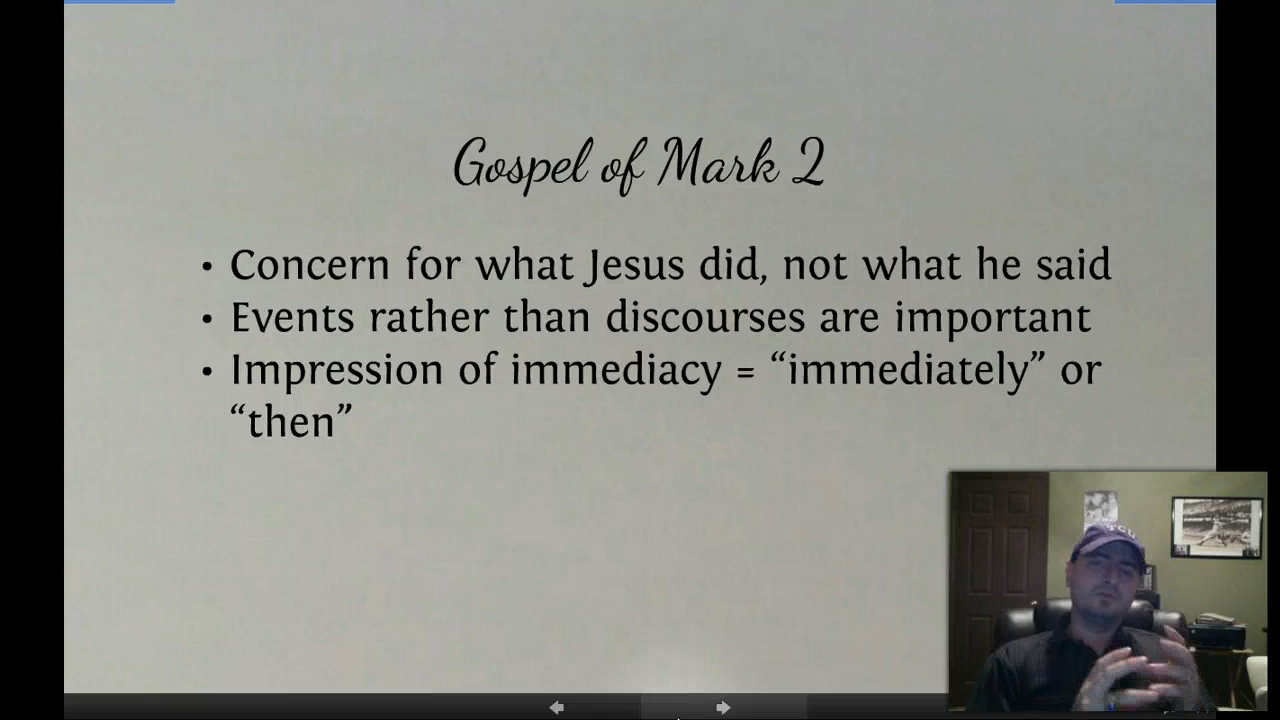 Gospel of Mark 2
• Concern for what Jesus did, not what he said
• Events rather than discourses are important
• Impression of immediacy = “immediately” or
“then”
TCU